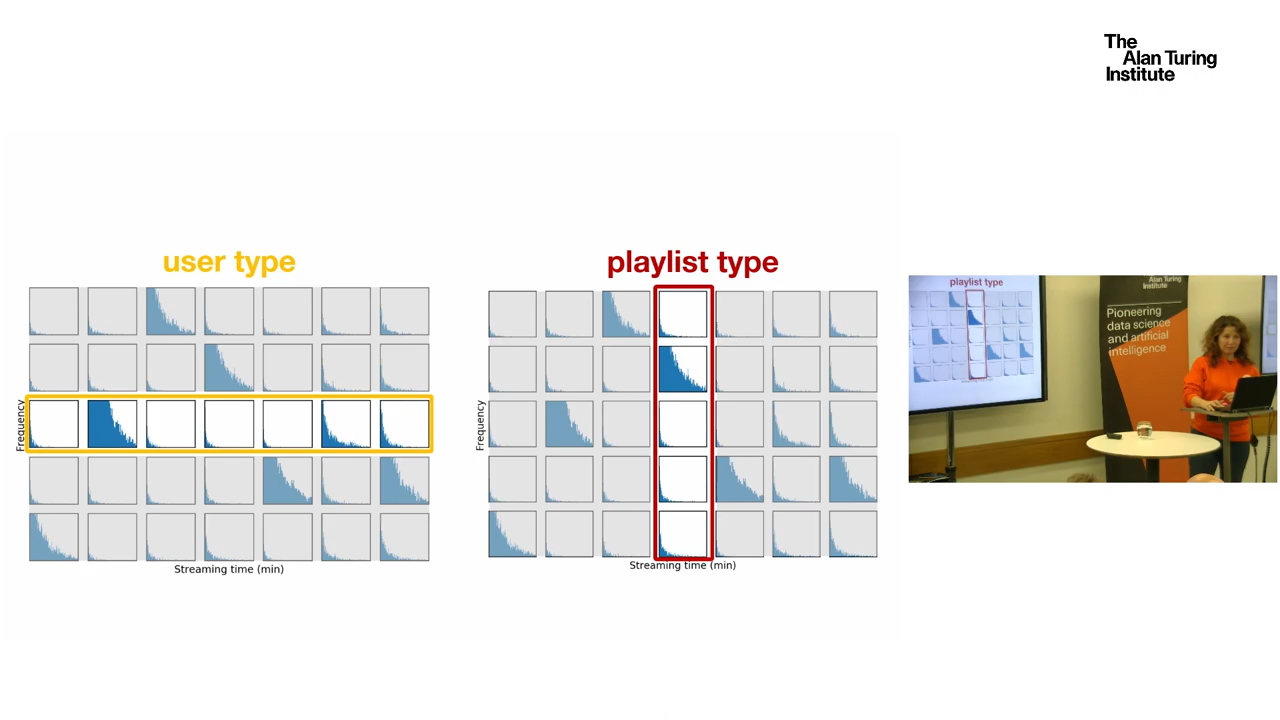 The
Alan Turing
Institute
user type
Frequency
Streaming time (min)
playlist type
Frequency
Streaming time (min)
playlist type
Alan Turing
Institute
Pioneering
data science
and artificial
intelligence